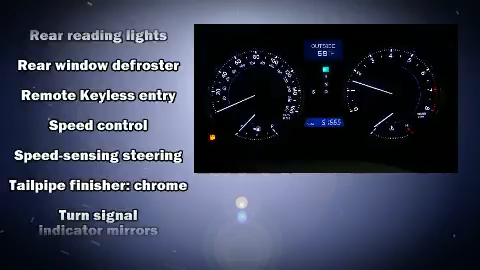 Rear reading lights
Rear window defroster
Remote Keyless entry
Speed control
Speed-sensing steering
Tailpipe finisher: chrome
Turn signal
indicator mirrors
OUTSIDE